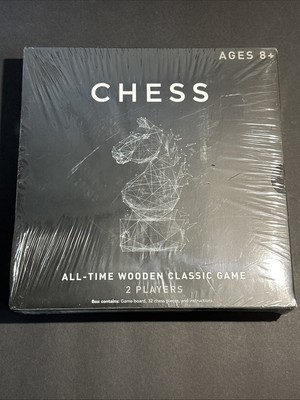 AGES 8+
CHESS
ALL-TIME WOODEN CLASSIC GAME
2 PLAYERS
Box contains: Game board, 32 chess pieces, and instructions.